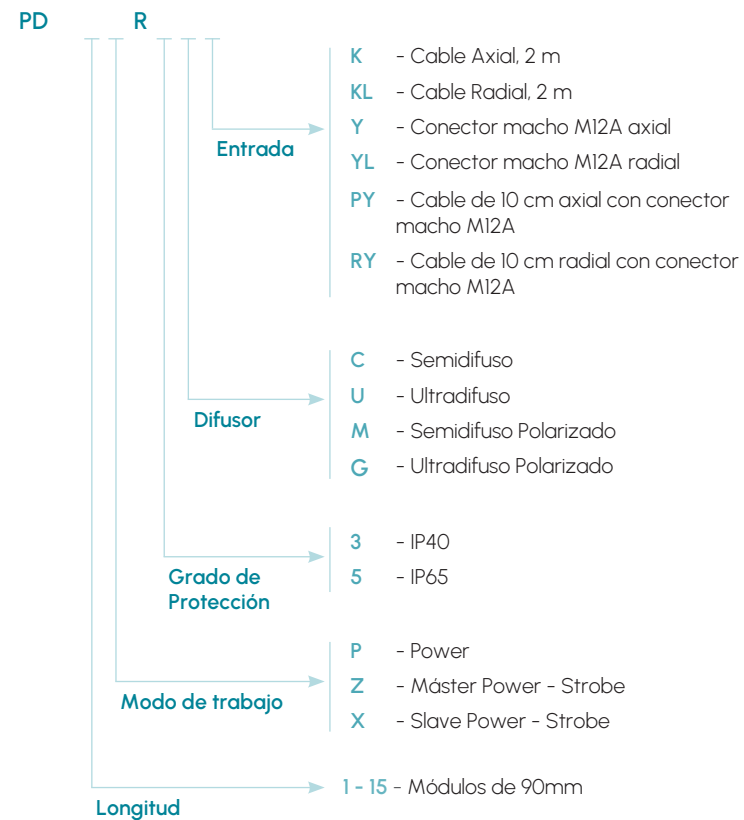 PD R
K - Cable Axial, 2 m
KL - Cable Radial, 2 m
Y - Conector macho M12A axial
Entrada
YL - Conector macho M12A radial
PY - Cable de 10 cm axial con conector
macho M12A
RY - Cable de 10 cm radial con conector
macho M12A
C - Semidifuso
U - Ultradifuso
Difusor
M - Semidifuso Polarizado
G - Ultradifuso Polarizado
3 - IP40
5 - IP65
Grado de
Protección
P - Power
Z - Máster Power - Strobe
Modo de trabajo
X - Slave Power - Strobe
1 - 15 - Módulos de 90mm
Longitud